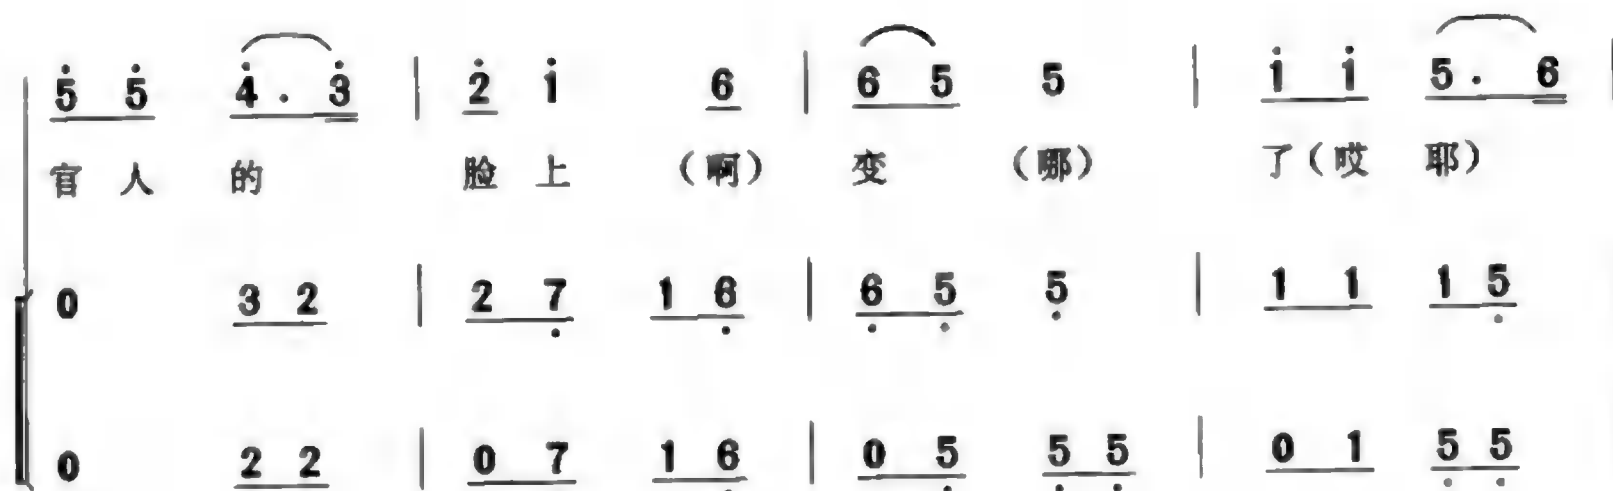 5̇ 5̇ 4̇ · 3̇ | 2̇ 1̇ 6 | 6 5 5 | 1̇ 1̇ 5 · 6 |
官 人 的 脸 上 （啊） 变 （哪） 了（哎 耶）
0 3 2 | 2 7̣ 1 6̣ | 6̣ 5̣ 5̣ | 1 1 1 5̣
0 2 2 | 0 7 1 6̣ | 0 5̣ 5̣ 5̣ | 0 1 5̣ 5̣